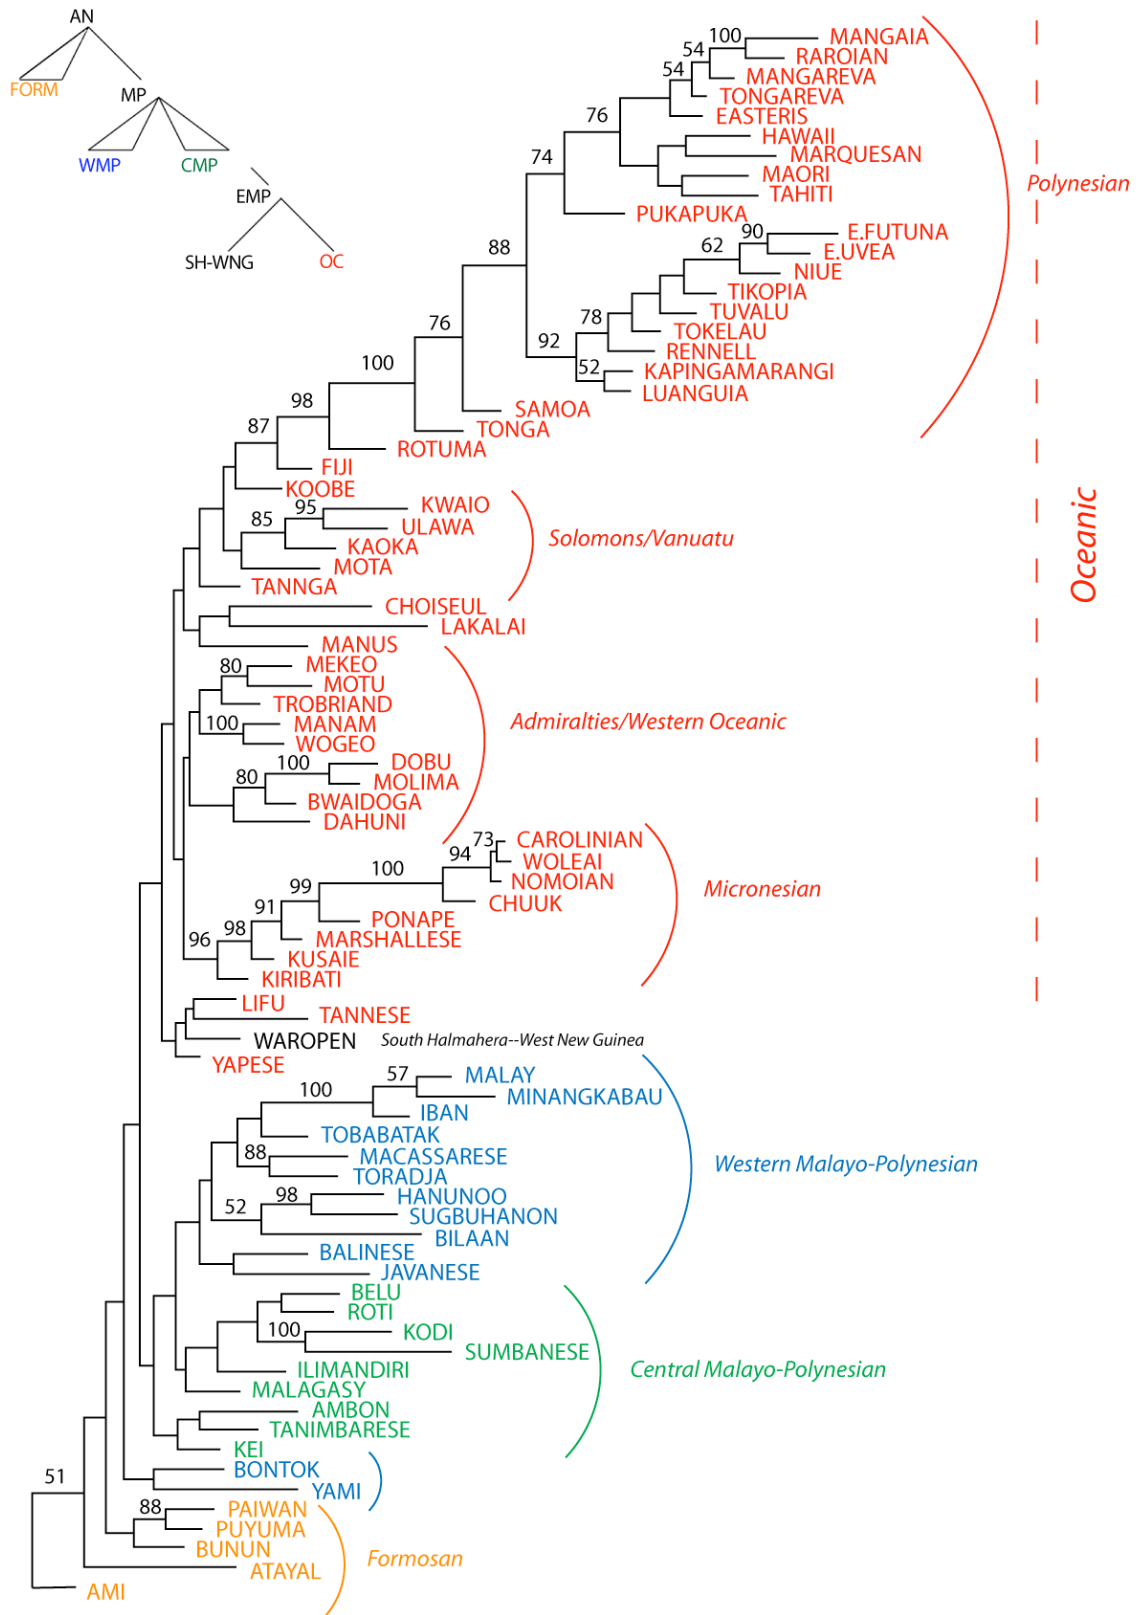 AN
FORM
MP
WMP CMP
EMP
SH-WNG OC
100 MANGAIA
54 RAROIAN
54 MANGAREVA
TONGAREVA
76 EASTERIS
HAWAII
74 MARQUESAN
MAORI
TAHITI
PUKAPUKA
Polynesian
88
90 E.FUTUNA
62 E.UVEA
NIUE
TIKOPIA
78 TUVALU
TOKELAU
92 RENNELL
52 KAPINGAMARANGI
LUANGUIA
76 SAMOA
100 TONGA
98 ROTUMA
87 FIJI
KOOBE
95 KWAIO
85 ULAWA
KAOKA
MOTA
Solomons/Vanuatu
Oceanic
TANNGA
CHOISEUL
LAKALAI
MANUS
80 MEKEO
MOTU
TROBRIAND
100 MANAM
WOGEO
Admiralties/Western Oceanic
100 DOBU
80 MOLIMA
BWAIDOGA
DAHUNI
73 CAROLINIAN
94 WOLEAI
100 NOMOIAN
99 CHUUK
Micronesian
91 PONAPE
98 MARSHALLESE
96 KUSAIE
KIRIBATI
LIFU
TANNESE
WAROPEN South Halmahera--West New Guinea
YAPESE
57 MALAY
100 MINANGKABAU
IBAN
TOBABATAK
88 MACASSARESE
TORADJA
Western Malayo-Polynesian
98 HANUNOO
52 SUGBUHANON
BILAAN
BALINESE
JAVANESE
BELU
ROTI
100 KODI
SUMBANESE
ILIMANDIRI
Central Malayo-Polynesian
MALAGASY
AMBON
TANIMBARESE
KEI
BONTOK
51 YAMI
88 PAIWAN
PUYUMA
BUNUN
Formosan
ATAYAL
AMI